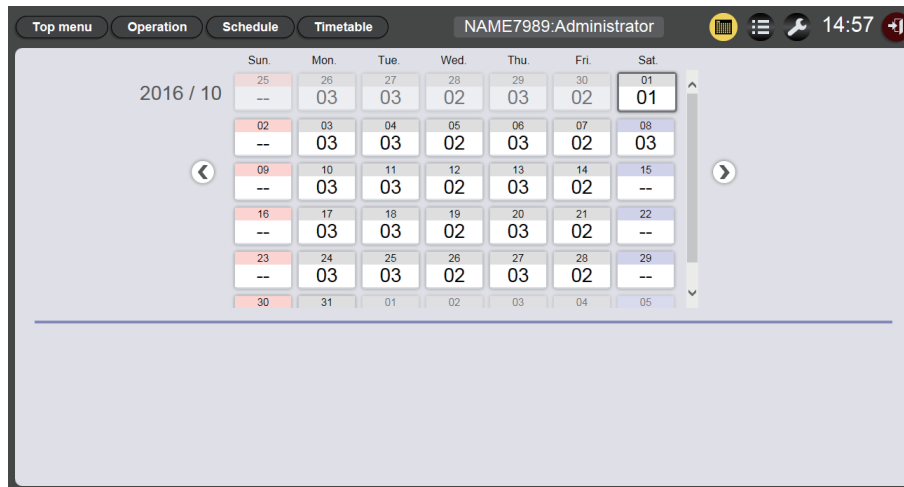 Top menu Operation Schedule Timetable NAME7989:Administrator 14:57
Sun. Mon. Tue. Wed. Thu. Fri. Sat.
2016 / 10
25 26 27 28 29 30 01
-- 03 03 02 03 02 01
02 03 04 05 06 07 08
-- 03 03 02 03 02 03
09 10 11 12 13 14 15
-- 03 03 02 03 02 --
16 17 18 19 20 21 22
-- 03 03 02 03 02 --
23 24 25 26 27 28 29
-- 03 03 02 03 02 --
30 31 01 02 03 04 05